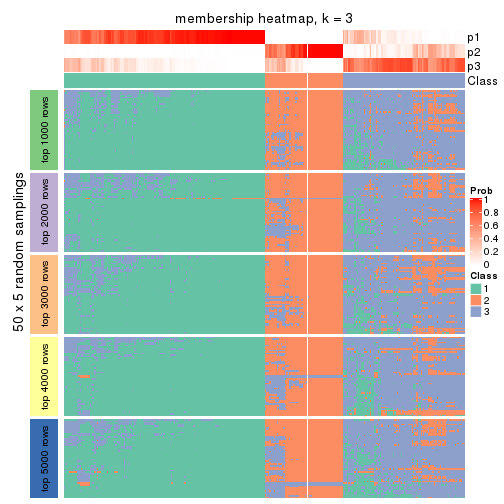 membership heatmap, k = 3
p1
p2
p3
Class
50 x 5 random samplings
top 1000 rows
top 2000 rows
top 3000 rows
top 4000 rows
top 5000 rows
Prob
1
0.8
0.6
0.4
0.2
0
Class
1
2
3